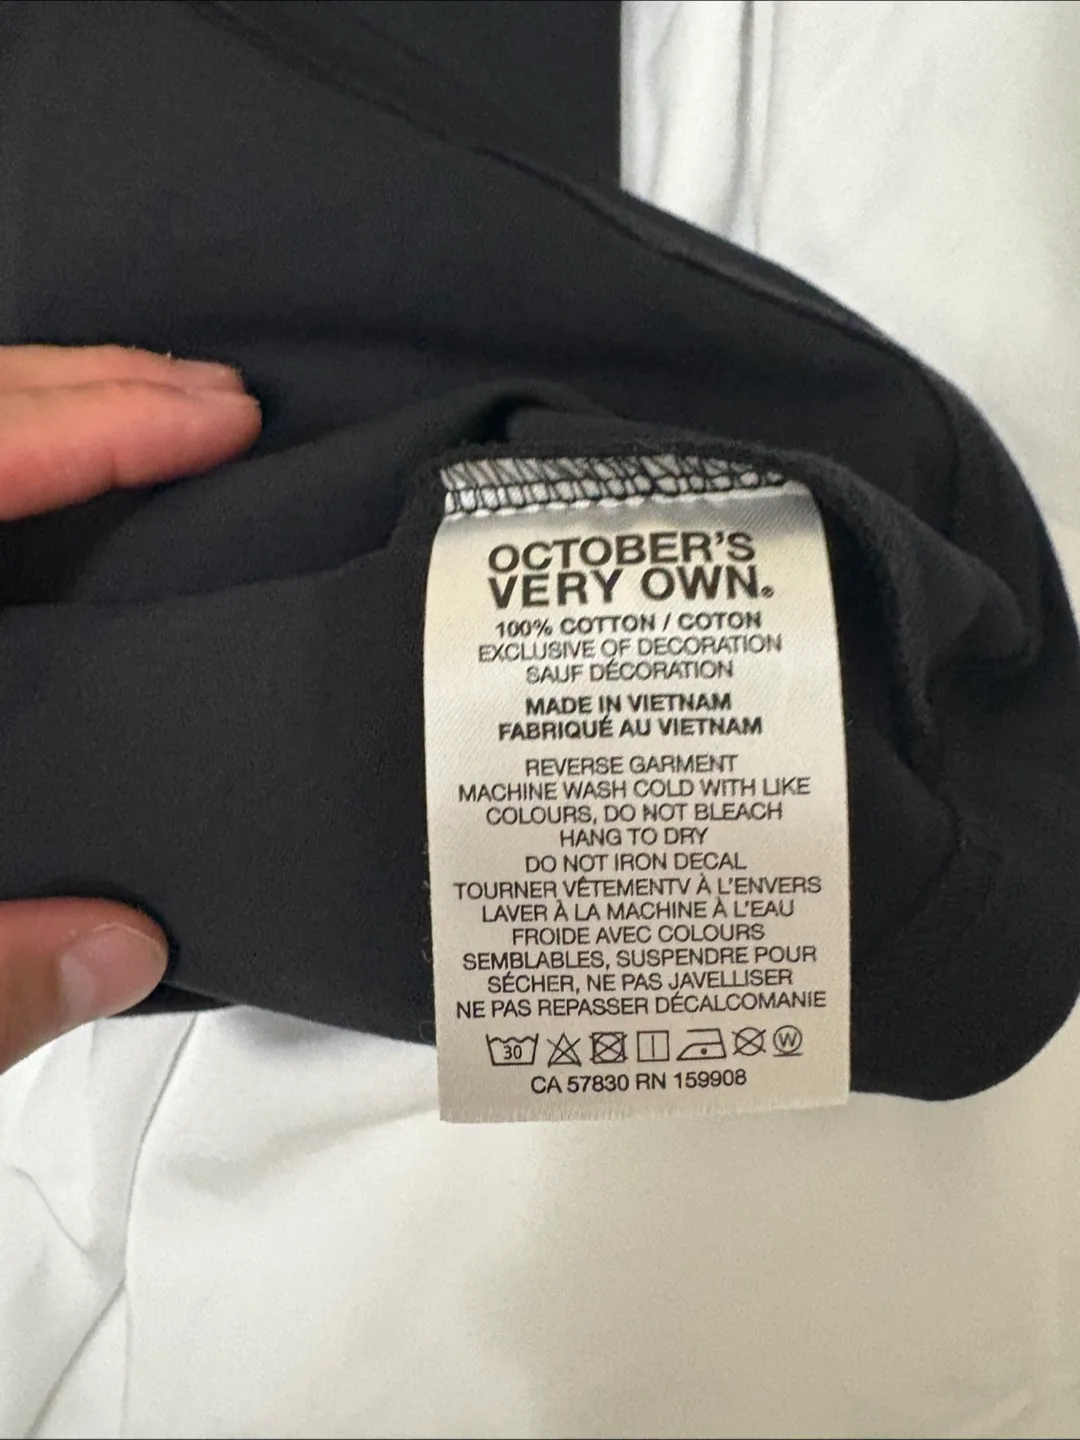 OCTOBER'S
VERY OWN®
100% COTTON / COTON
EXCLUSIVE OF DECORATION
SAUF DÉCORATION
MADE IN VIETNAM
FABRIQUÉ AU VIETNAM
REVERSE GARMENT
MACHINE WASH COLD WITH LIKE
COLOURS, DO NOT BLEACH
HANG TO DRY
DO NOT IRON DECAL
TOURNER VÊTEMENTV À L'ENVERS
LAVER À LA MACHINE À L'EAU
FROIDE AVEC COLOURS
SEMBLABLES, SUSPENDRE POUR
SÉCHER, NE PAS JAVELLISER
NE PAS REPASSER DÉCALCOMANIE
30 W
CA 57830 RN 159908